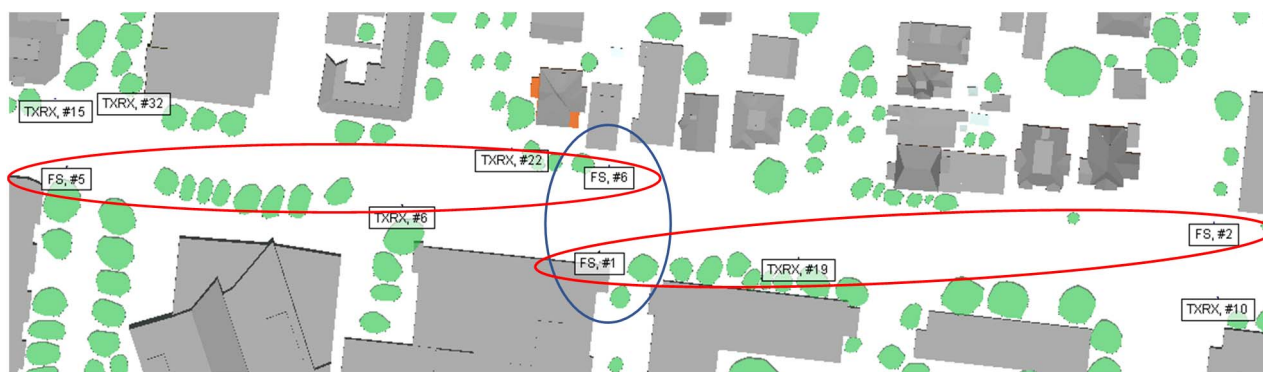 TXRX, #15
TXRX, #32
TXRX, #22
FS, #5
FS, #6
TXRX, #6
FS, #2
FS, #1
TXRX, #19
TXRX, #10